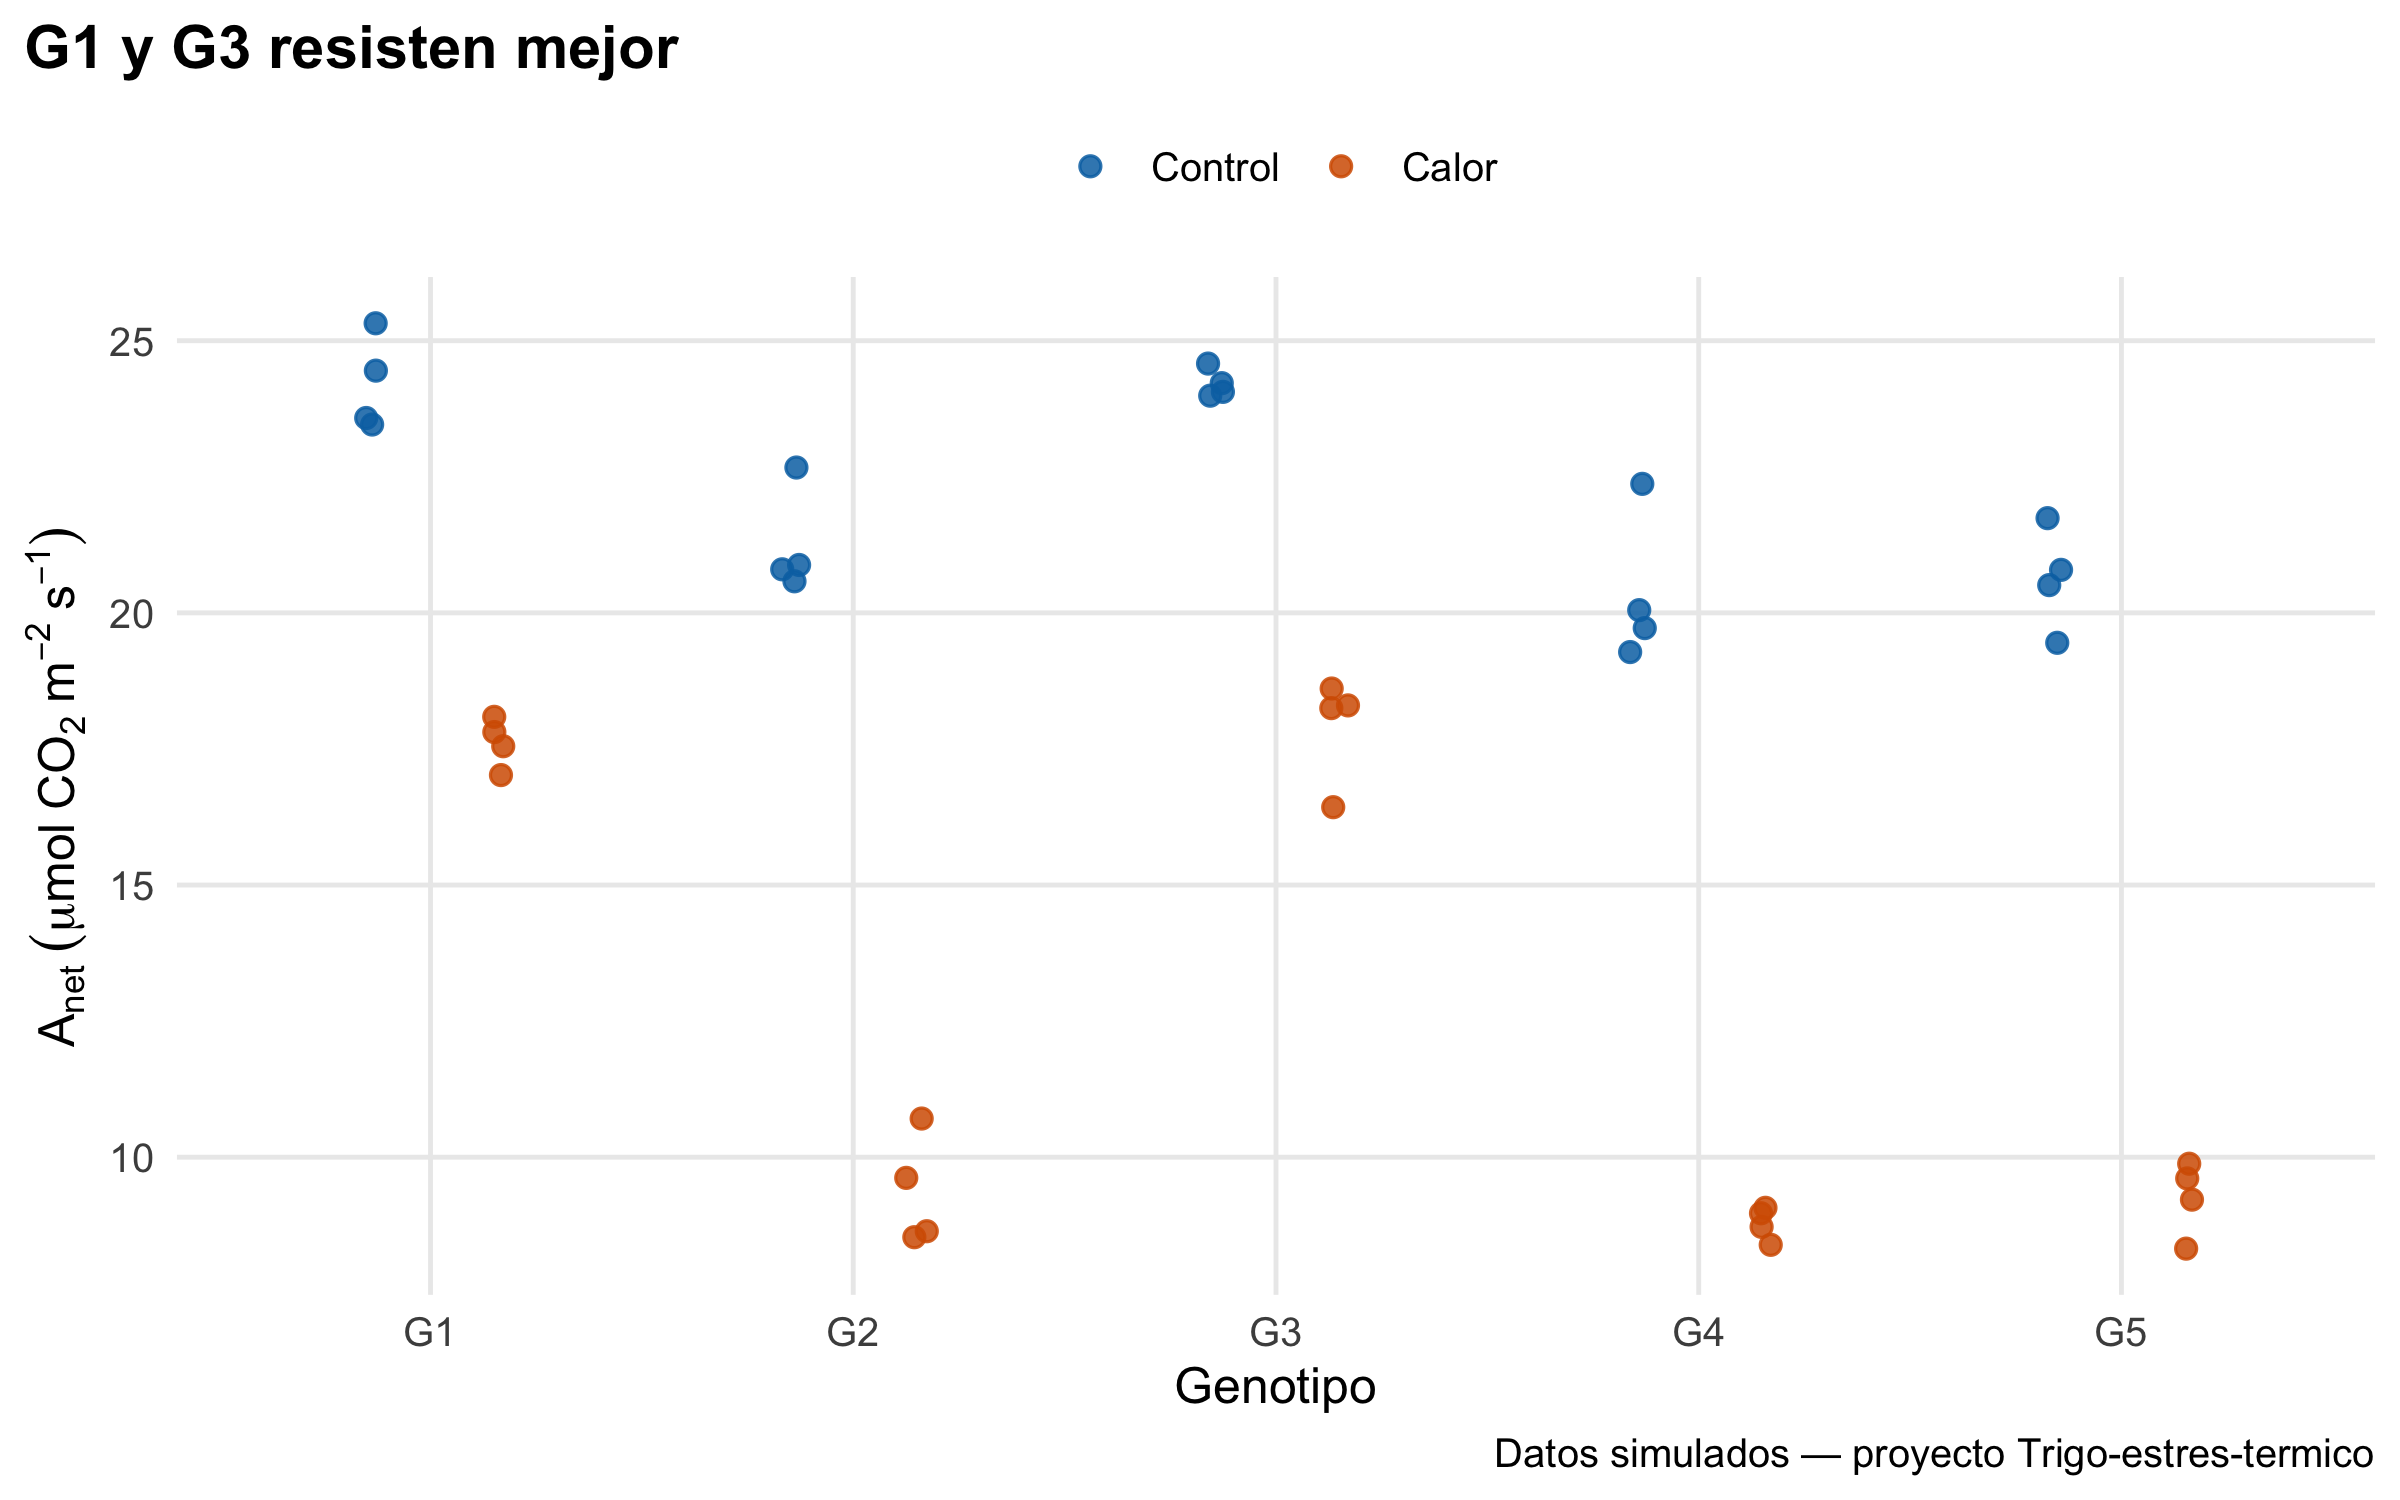 G1 y G3 resisten mejor
Control Calor
25
20
15
10
Aₙₑₜ (μmol CO₂ m⁻² s⁻¹)
G1 G2 G3 G4 G5
Genotipo
Datos simulados — proyecto Trigo-estres-termico